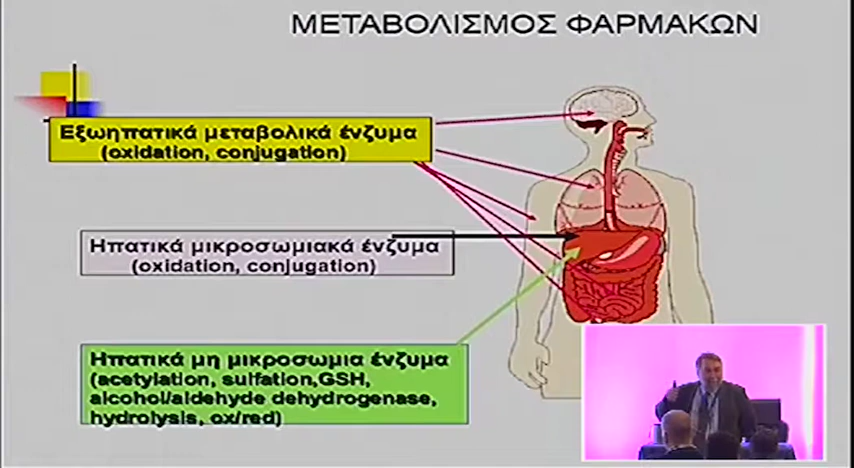 ΜΕΤΑΒΟΛΙΣΜΟΣ ΦΑΡΜΑΚΩΝ
Εξωηπατικά μεταβολικά ένζυμα
(oxidation, conjugation)
Ηπατικά μικροσωμιακά ένζυμα
(oxidation, conjugation)
Ηπατικά μη μικροσωμια ένζυμα
(acetylation, sulfation,GSH,
alcohol/aldehyde dehydrogenase,
hydrolysis, ox/red)